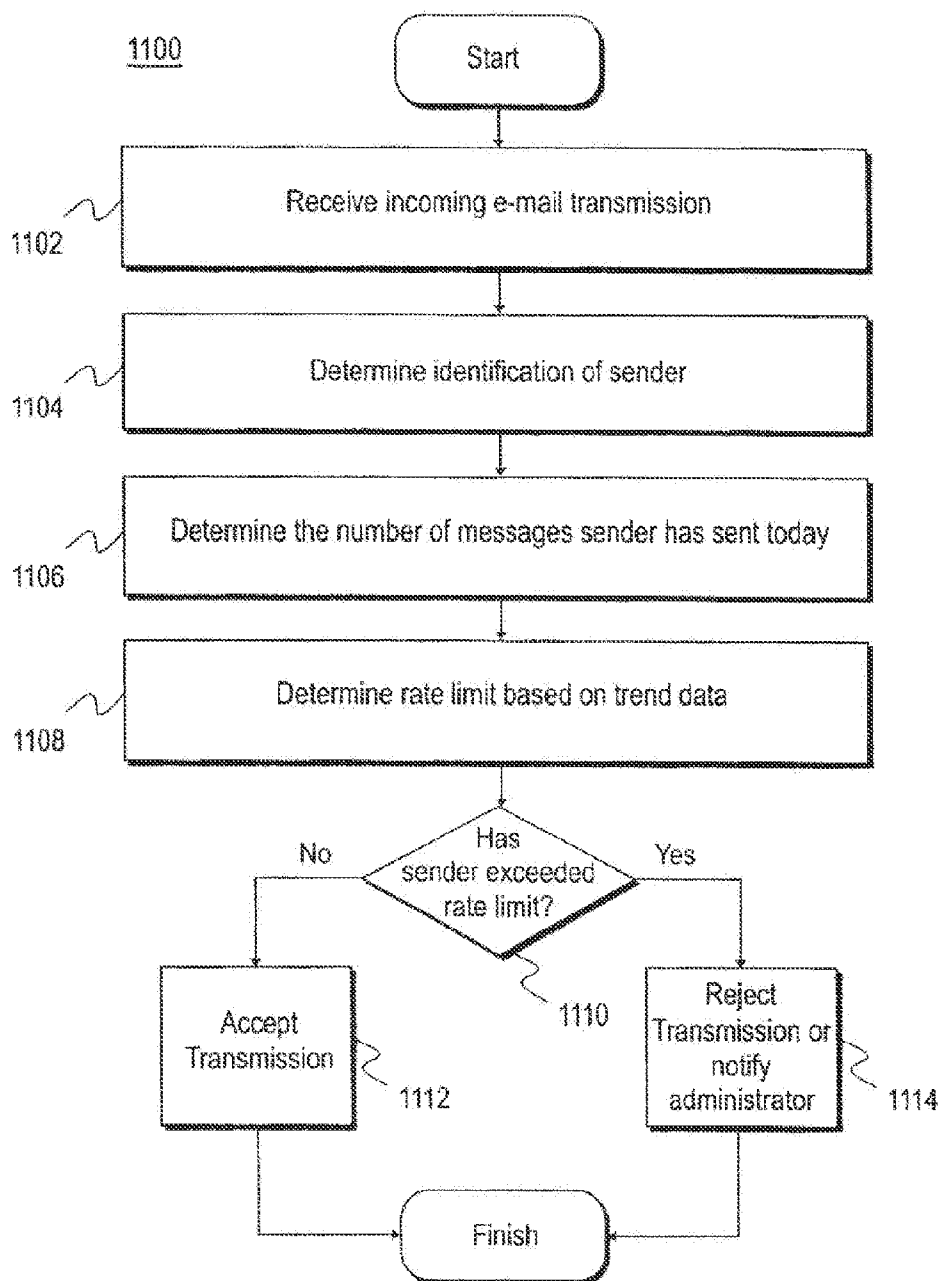 1100
Start
Receive incoming e-mail transmission
1102
Determine identification of sender
1104
Determine the number of messages sender has sent today
1106
Determine rate limit based on trend data
1108
Has
sender exceeded
rate limit?
No
Yes
1110
Accept
Transmission
1112
Reject
Transmission or
notify
administrator
1114
Finish